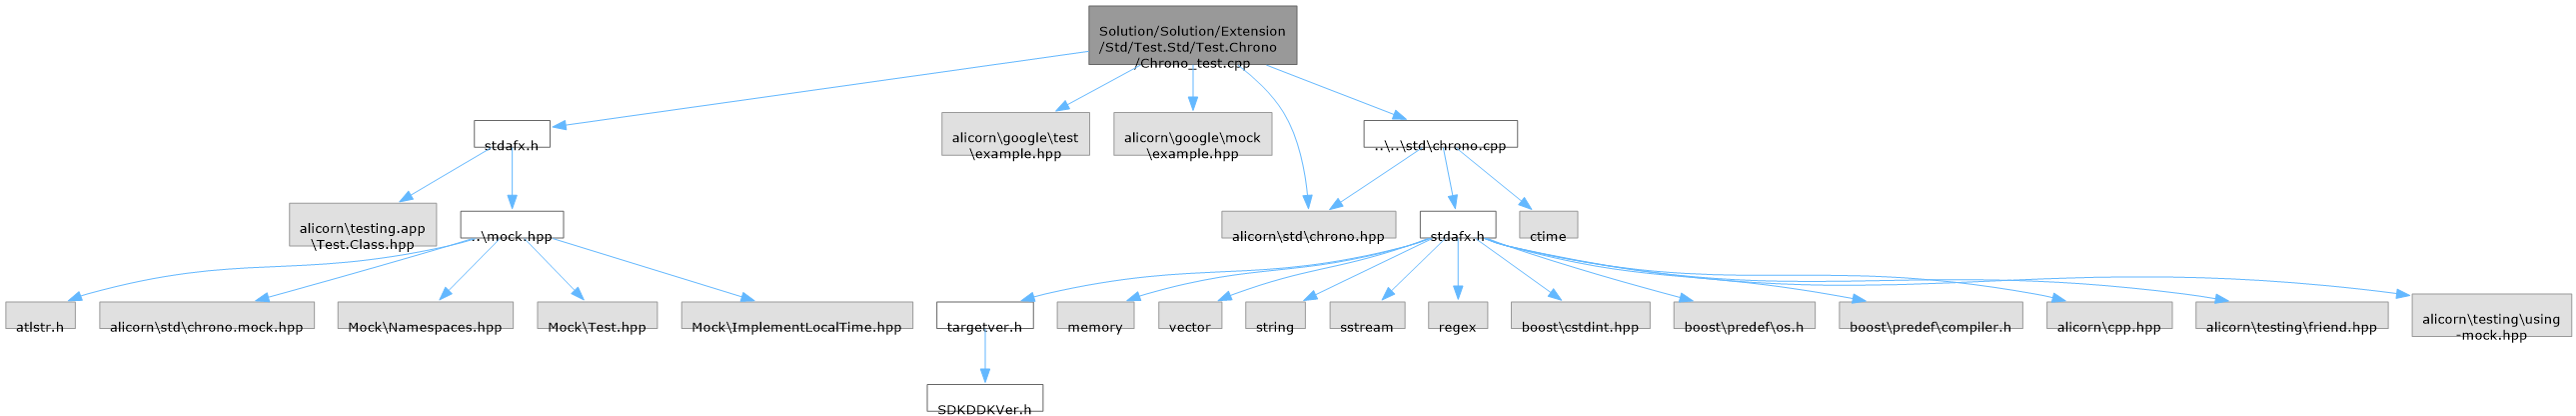 Solution/Solution/Extension
/Std/Test.Std/Test.Chrono
/Chrono_test.cpp
stdafx.h
alicorn\google\test
\example.hpp
alicorn\google\mock
\example.hpp
..\..\std\chrono.cpp
alicorn\testing.app
\Test.Class.hpp
..\mock.hpp
alicorn\std\chrono.hpp
stdafx.h
ctime
atlstr.h
alicorn\std\chrono.mock.hpp
Mock\Namespaces.hpp
Mock\Test.hpp
Mock\ImplementLocalTime.hpp
targetver.h
memory
vector
string
sstream
regex
boost\cstdint.hpp
boost\predef\os.h
boost\predef\compiler.h
alicorn\cpp.hpp
alicorn\testing\friend.hpp
alicorn\testing\using
-mock.hpp
SDKDDKVer.h